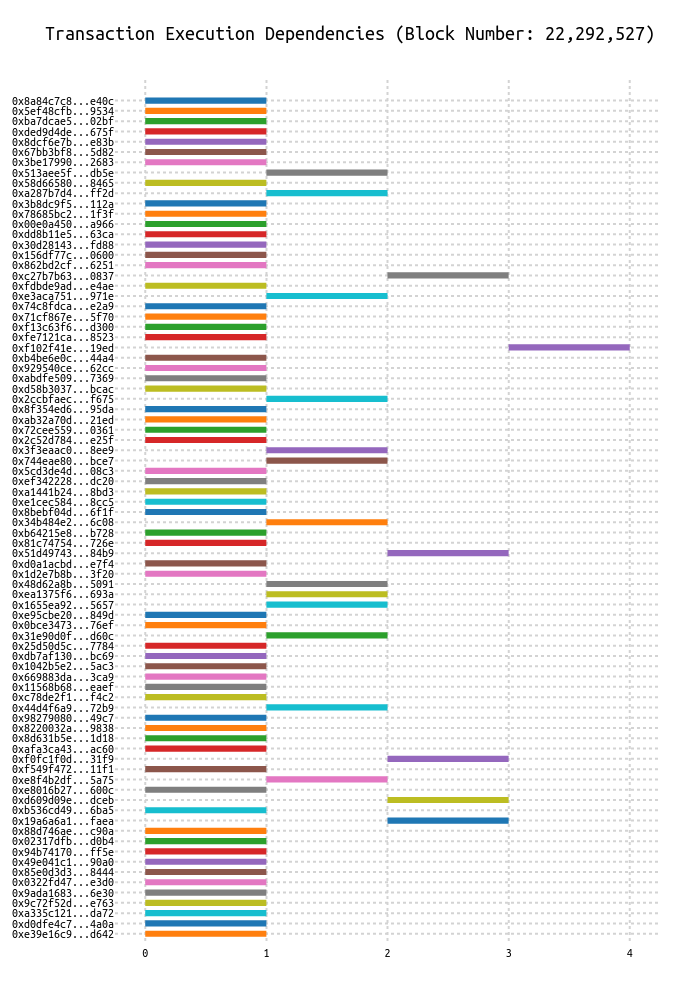 Transaction Execution Dependencies (Block Number: 22,292,527)
0x8a84c7c8...e40c
0x5ef48cfb...9534
0xba7dcae5...02bf
0xded9d4de...675f
0x8dcf6e7b...e83b
0x67bb3bf8...5d82
0x3be17990...2683
0x513aee5f...db5e
0x58d66580...8465
0xa287b7d4...ff2d
0x3b8dc9f5...112a
0x78685bc2...1f3f
0x00e0a450...a966
0xdd8b11e5...63ca
0x30d28143...fd88
0x156df77c...0600
0x862bd2cf...6251
0xc27b7b63...0837
0xfdbde9ad...e4ae
0xe3aca751...971e
0x74c8fdca...e2a9
0x71cf867e...5f70
0xf13c63f6...d300
0xfe7121ca...8523
0xf102f41e...19ed
0xb4be6e0c...44a4
0x929540ce...62cc
0xabdfe509...7369
0xd58b3037...bcac
0x2ccbfaec...f675
0x8f354ed6...95da
0xab32a70d...21ed
0x72cee559...0361
0x2c52d784...e25f
0x3f3eaac0...8ee9
0x744eae80...bce7
0x5cd3de4d...08c3
0xef342228...dc20
0xa1441b24...8bd3
0xe1cec584...8cc5
0x8bebf04d...6f1f
0x34b484e2...6c08
0xb64215e8...b728
0x81c74754...726e
0x51d49743...84b9
0xd0a1acbd...e7f4
0x1d2e7b8b...3f20
0x48d62a8b...5091
0xea1375f6...693a
0x1655ea92...5657
0xe95cbe20...849d
0x0bce3473...76ef
0x31e90d0f...d60c
0x25d50d5c...7784
0xdb7af130...bc69
0x1042b5e2...5ac3
0x669883da...3ca9
0x11568b68...eaef
0xc78de2f1...f4c2
0x44d4f6a9...72b9
0x98279080...49c7
0x8220032a...9838
0x8d631b5e...1d18
0xafa3ca43...ac60
0xf0fc1f0d...31f9
0xf549f472...11f1
0xe8f4b2df...5a75
0xe8016b27...600c
0xd609d09e...dceb
0xb536cd49...6ba5
0x19a6a6a1...faea
0x88d746ae...c90a
0x02317dfb...d0b4
0x94b74170...ff5e
0x49e041c1...90a0
0x85e0d3d3...8444
0x0322fd47...e3d0
0x9ada1683...6e30
0x9c72f52d...e763
0xa335c121...da72
0xd0dfe4c7...4a0a
0xe39e16c9...d642
0 1 2 3 4